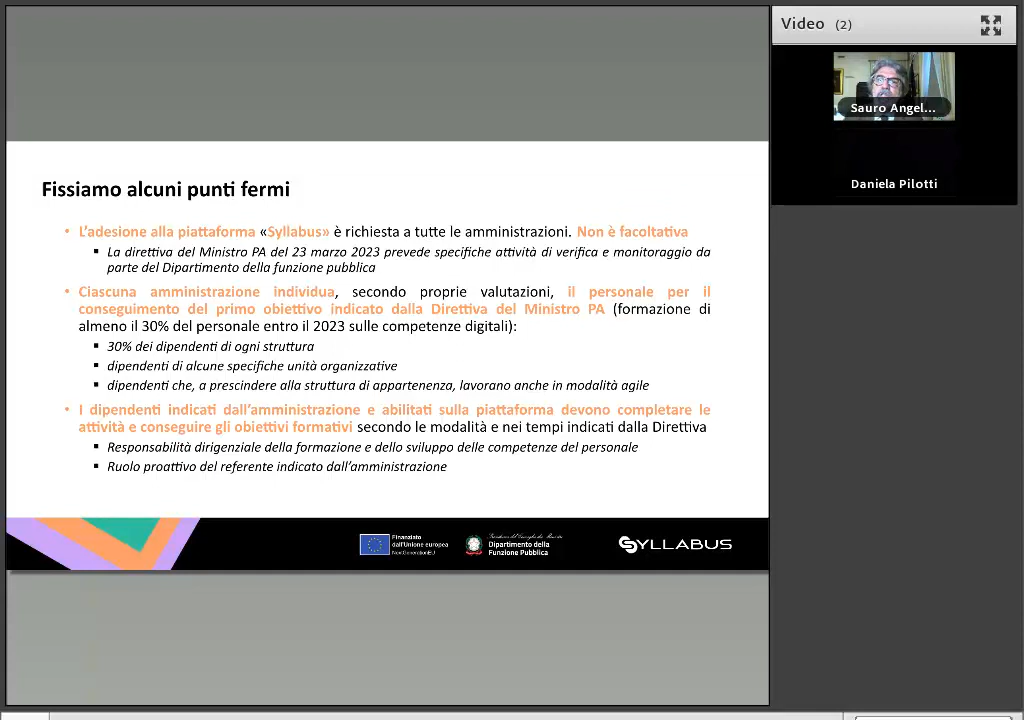 Video (2)
Sauro Angel...
Daniela Pilotti
Fissiamo alcuni punti fermi
• L'adesione alla piattaforma «Syllabus» è richiesta a tutte le amministrazioni. Non è facoltativa
▪ La direttiva del Ministro PA del 23 marzo 2023 prevede specifiche attività di verifica e monitoraggio da
parte del Dipartimento della funzione pubblica
• Ciascuna amministrazione individua, secondo proprie valutazioni, il personale per il
conseguimento del primo obiettivo indicato dalla Direttiva del Ministro PA (formazione di
almeno il 30% del personale entro il 2023 sulle competenze digitali):
▪ 30% dei dipendenti di ogni struttura
▪ dipendenti di alcune specifiche unità organizzative
▪ dipendenti che, a prescindere alla struttura di appartenenza, lavorano anche in modalità agile
• I dipendenti indicati dall'amministrazione e abilitati sulla piattaforma devono completare le
attività e conseguire gli obiettivi formativi secondo le modalità e nei tempi indicati dalla Direttiva
▪ Responsabilità dirigenziale della formazione e dello sviluppo delle competenze del personale
▪ Ruolo proattivo del referente indicato dall'amministrazione
Finanziato
dall'Unione europea
NextGenerationEU
Dipartimento della
Funzione Pubblica
SYLLABUS